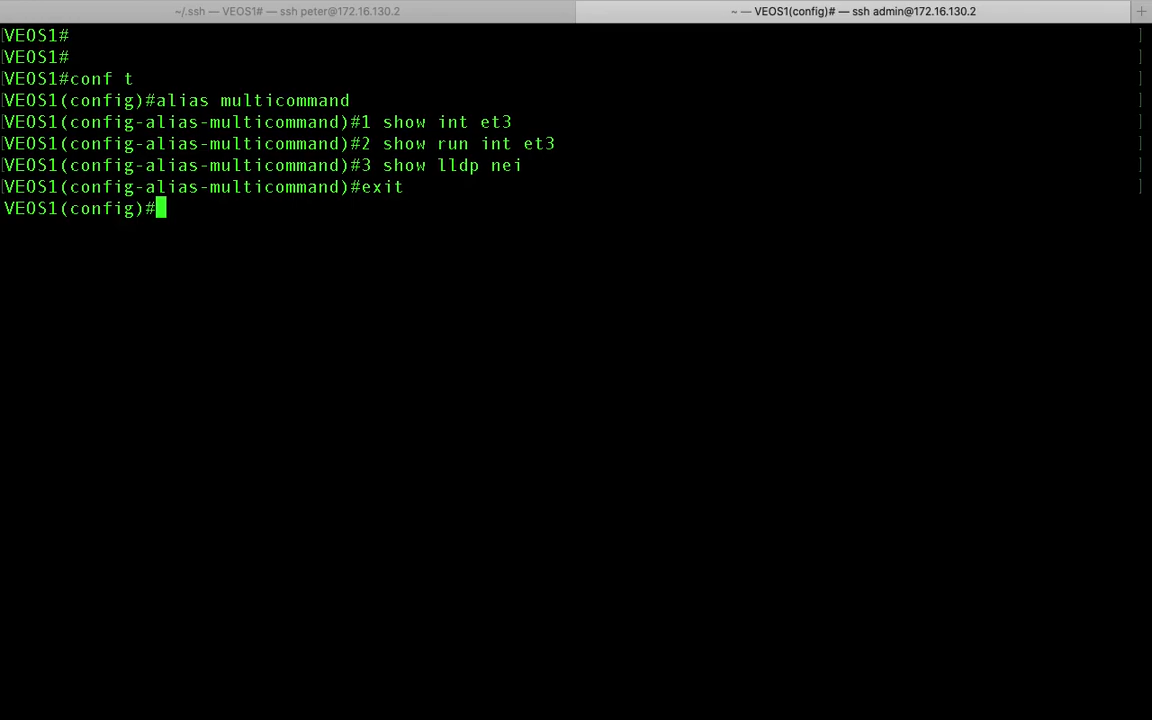 ~/.ssh — VEOS1# — ssh peter@172.16.130.2
~ — VEOS1(config)# — ssh admin@172.16.130.2
+
[VEOS1# ]
[VEOS1# ]
[VEOS1#conf t ]
[VEOS1(config)#alias multicommand ]
[VEOS1(config-alias-multicommand)#1 show int et3 ]
[VEOS1(config-alias-multicommand)#2 show run int et3 ]
[VEOS1(config-alias-multicommand)#3 show lldp nei ]
[VEOS1(config-alias-multicommand)#exit ]
VEOS1(config)#